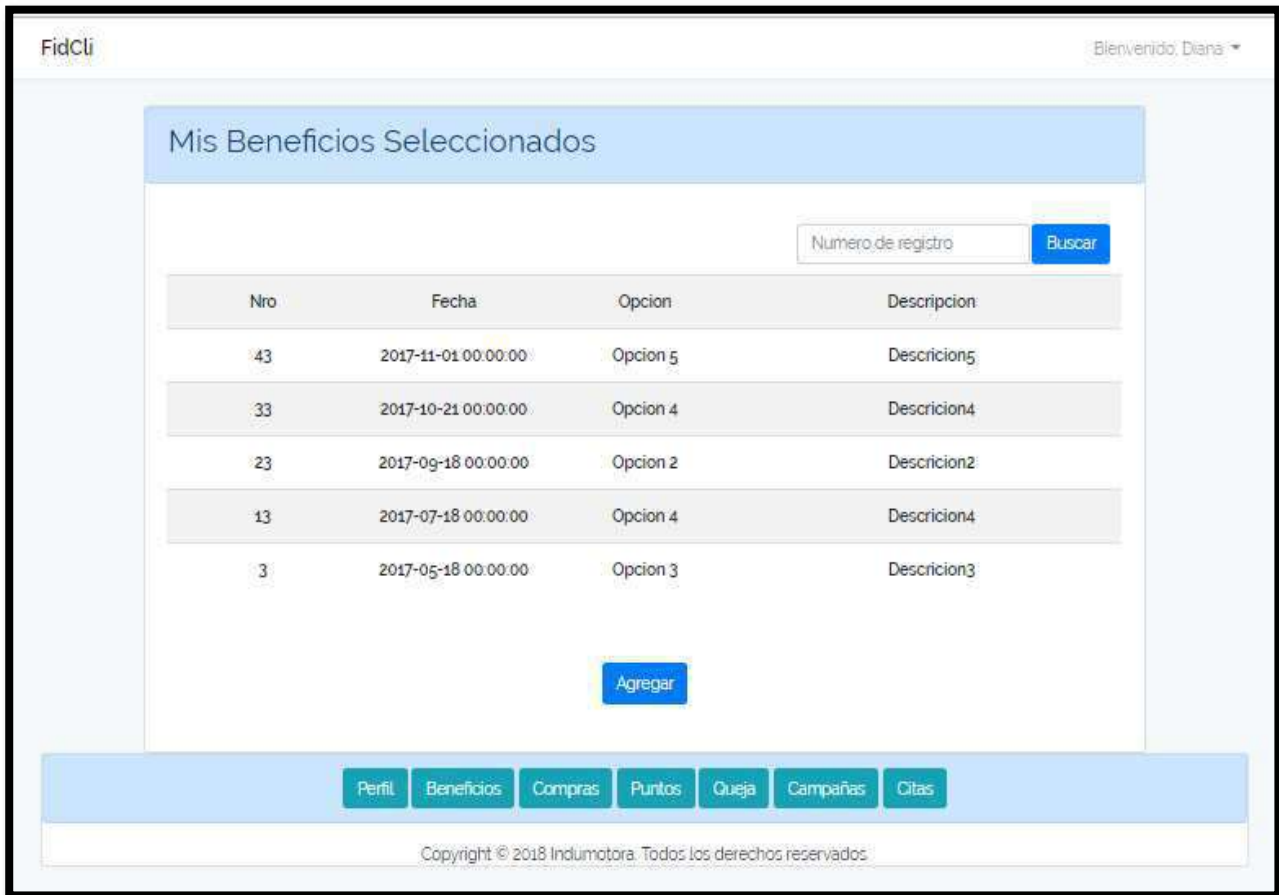 FidCli Bienvenido, Diana
Mis Beneficios Seleccionados
Numero de registro Buscar
Nro Fecha Opcion Descripcion
43 2017-11-01 00:00:00 Opcion 5 Descricion5
33 2017-10-21 00:00:00 Opcion 4 Descricion4
23 2017-09-18 00:00:00 Opcion 2 Descricion2
13 2017-07-18 00:00:00 Opcion 4 Descricion4
3 2017-05-18 00:00:00 Opcion 3 Descricion3
Agregar
Perfil Beneficios Compras Puntos Queja Campañas Citas
Copyright © 2018 Indumotora. Todos los derechos reservados.